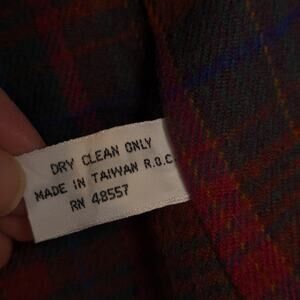 DRY CLEAN ONLY
MADE IN TAIWAN R.O.C
RN 48557